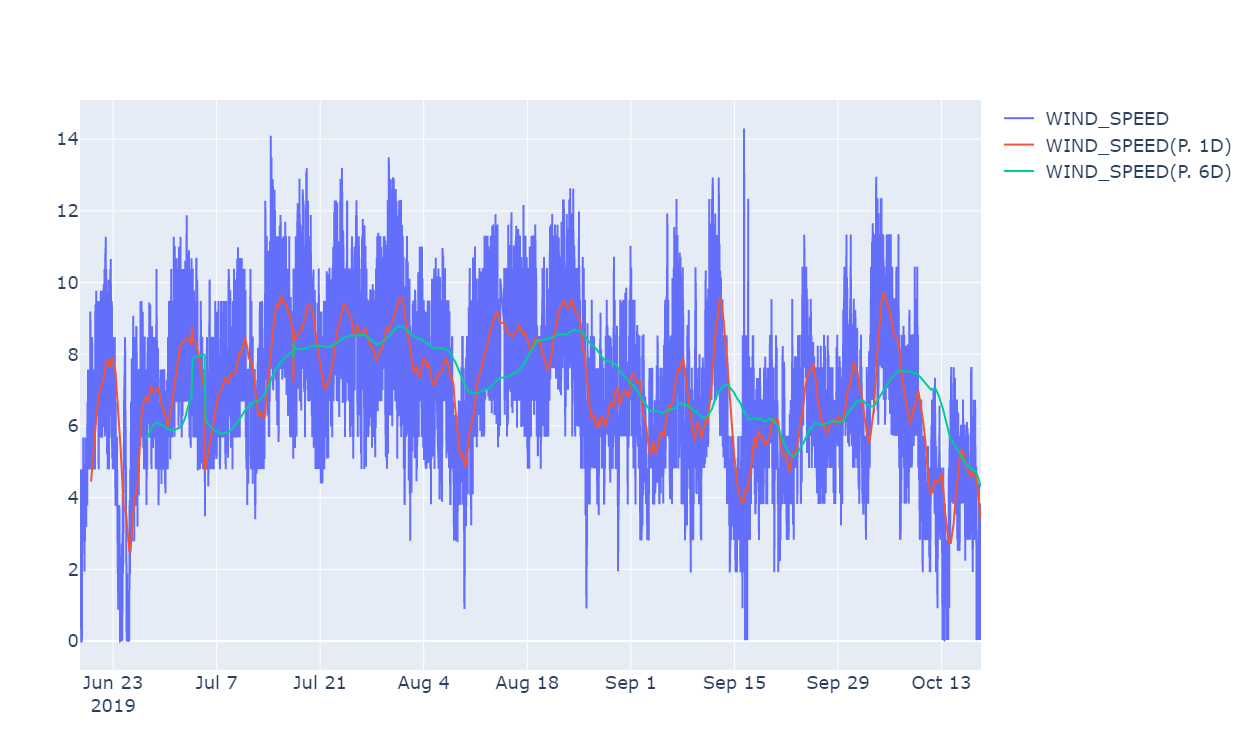 14
12
10
8
6
4
2
0
Jun 23
2019
Jul 7
Jul 21
Aug 4
Aug 18
Sep 1
Sep 15
Sep 29
Oct 13
WIND_SPEED
WIND_SPEED(P. 1D)
WIND_SPEED(P. 6D)